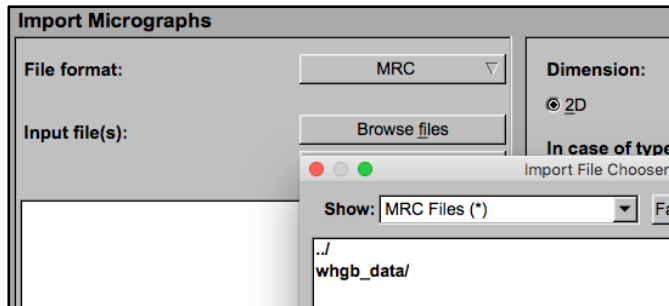 Import Micrographs
File format:
MRC
Dimension:
2D
Input file(s):
Browse files
In case of type
Import File Chooser
Show:
MRC Files (*)
../
whgb_data/